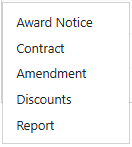 Award Notice
Contract
Amendment
Discounts
Report